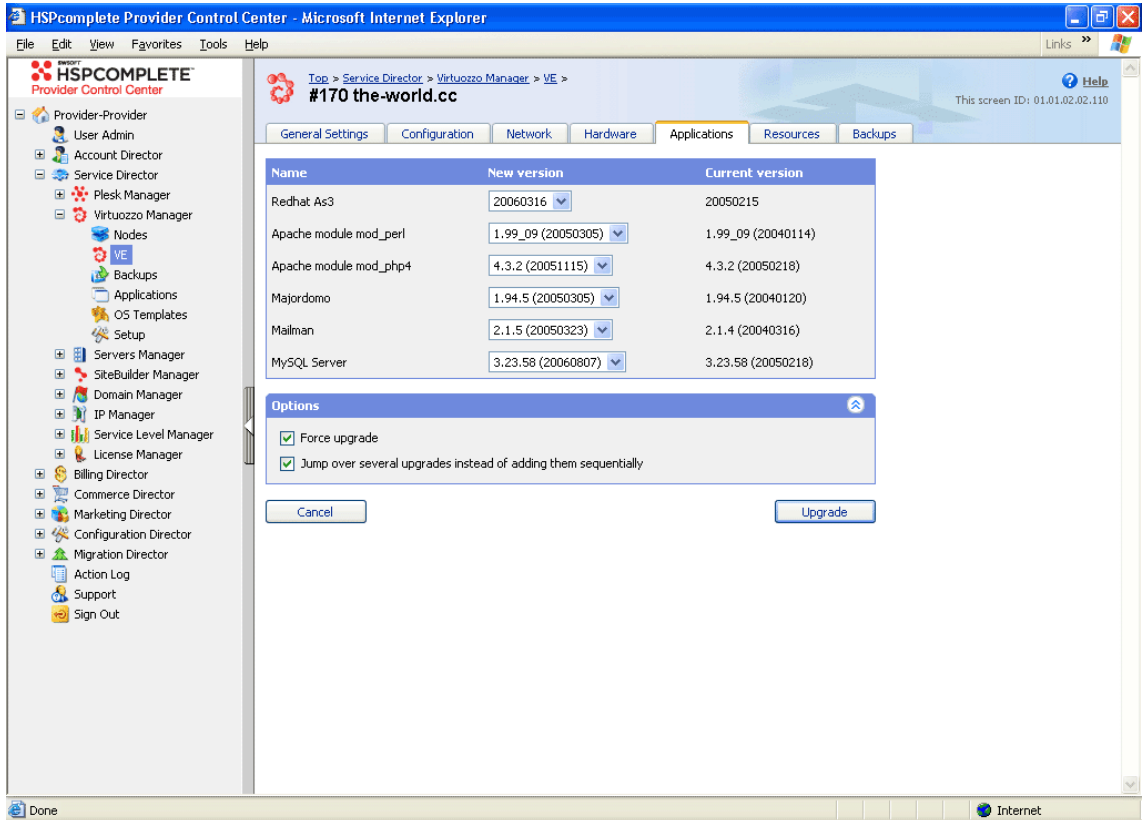 HSPcomplete Provider Control Center - Microsoft Internet Explorer
File Edit View Favorites Tools Help Links »
SWSOFT
HSPCOMPLETE™
Provider Control Center
Provider-Provider
User Admin
Account Director
Service Director
Plesk Manager
Virtuozzo Manager
Nodes
VE
Backups
Applications
OS Templates
Setup
Servers Manager
SiteBuilder Manager
Domain Manager
IP Manager
Service Level Manager
License Manager
Billing Director
Commerce Director
Marketing Director
Configuration Director
Migration Director
Action Log
Support
Sign Out
Top > Service Director > Virtuozzo Manager > VE >
#170 the-world.cc
Help
This screen ID: 01.01.02.02.110
General Settings Configuration Network Hardware Applications Resources Backups
Name New version Current version
Redhat As3 20060316 20050215
Apache module mod_perl 1.99_09 (20050305) 1.99_09 (20040114)
Apache module mod_php4 4.3.2 (20051115) 4.3.2 (20050218)
Majordomo 1.94.5 (20050305) 1.94.5 (20040120)
Mailman 2.1.5 (20050323) 2.1.4 (20040316)
MySQL Server 3.23.58 (20060807) 3.23.58 (20050218)
Options
Force upgrade
Jump over several upgrades instead of adding them sequentially
Cancel Upgrade
Done Internet